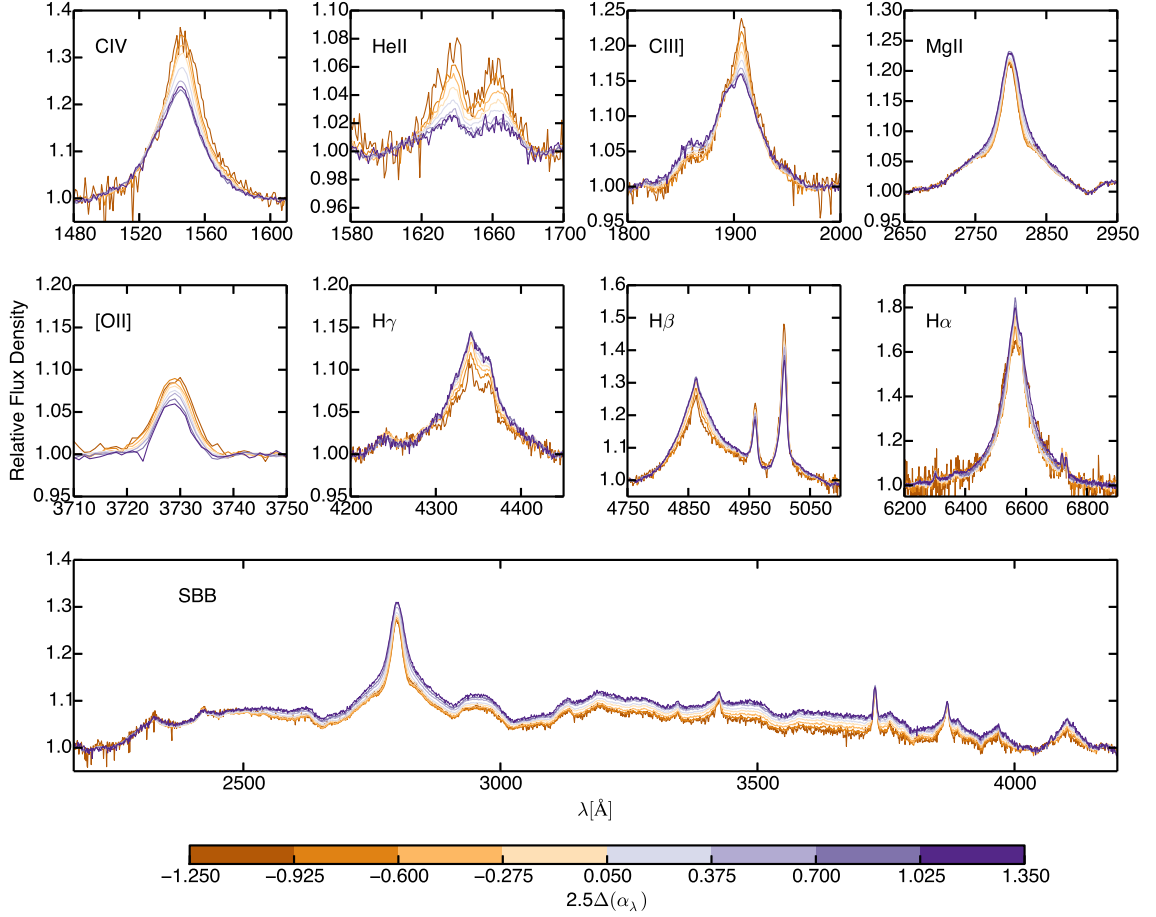 CIV
1.4
1.3
1.2
1.1
1.0
1480 1520 1560 1600
HeII
1.10
1.08
1.06
1.04
1.02
1.00
0.98
0.96
1580 1620 1660 1700
CIII]
1.25
1.20
1.15
1.10
1.05
1.00
0.95
1800 1900 2000
MgII
1.30
1.25
1.20
1.15
1.10
1.05
1.00
0.95
2650 2750 2850 2950
Relative Flux Density
[OII]
1.20
1.15
1.10
1.05
1.00
0.95
3710 3720 3730 3740 3750
Hγ
1.20
1.15
1.10
1.05
1.00
0.95
4200 4300 4400
Hβ
1.6
1.5
1.4
1.3
1.2
1.1
1.0
4750 4850 4950 5050
Hα
1.8
1.6
1.4
1.2
1.0
6200 6400 6600 6800
SBB
1.4
1.3
1.2
1.1
1.0
2500 3000 3500 4000
λ[Å]
−1.250 −0.925 −0.600 −0.275 0.050 0.375 0.700 1.025 1.350
2.5Δ(αλ)